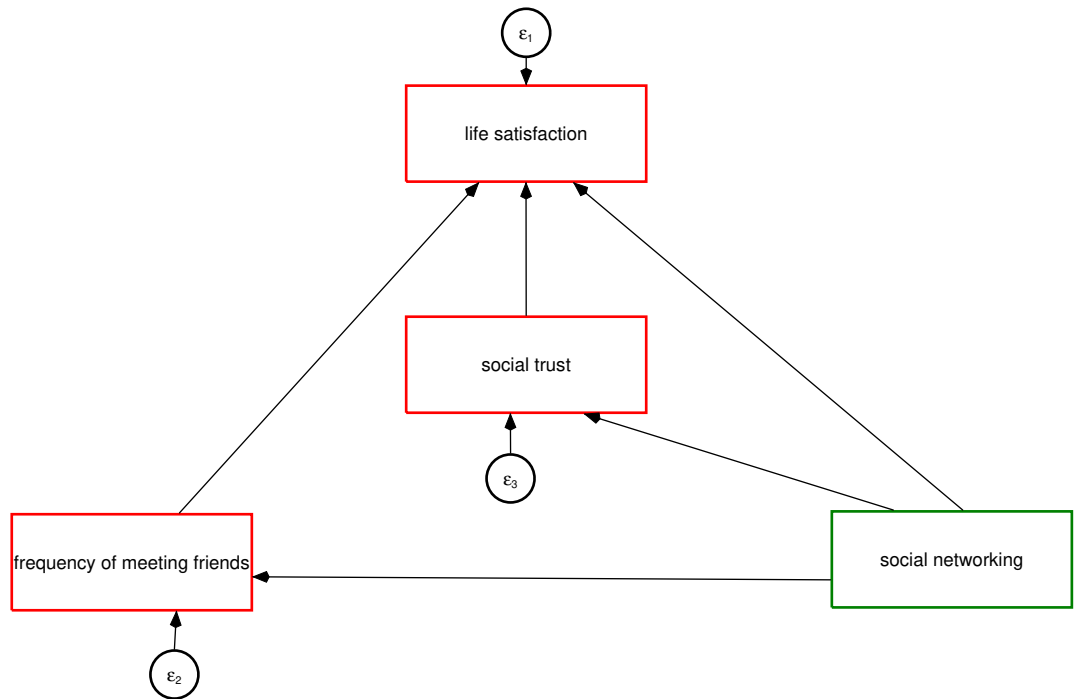 ε₁
life satisfaction
social trust
ε₃
frequency of meeting friends
social networking
ε₂